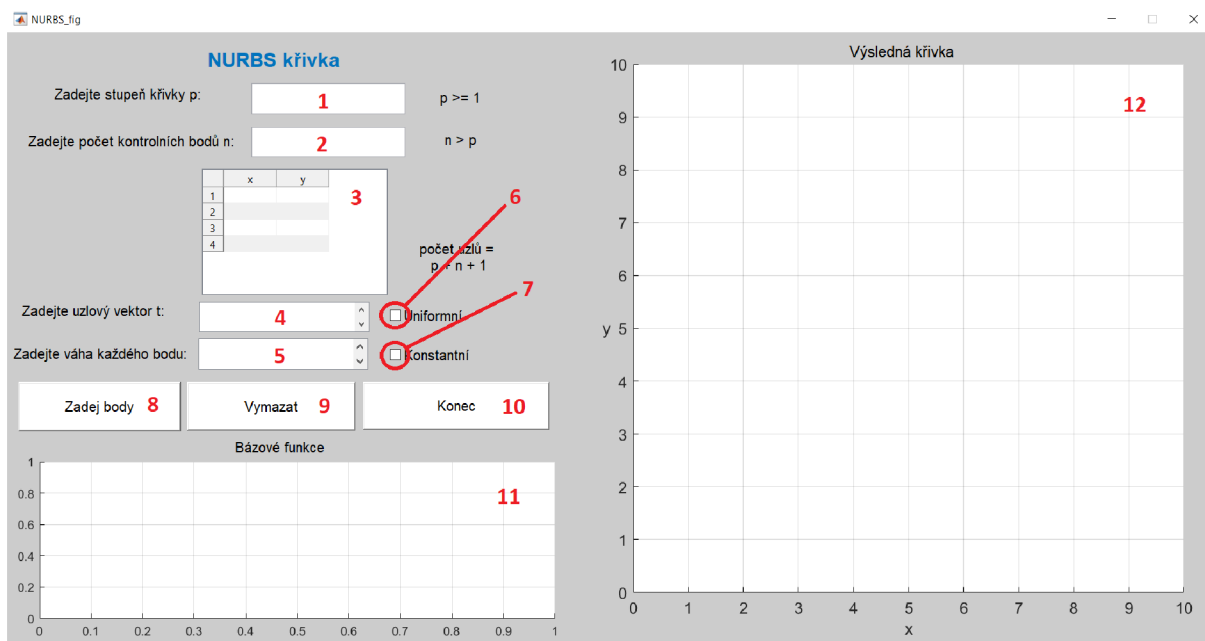 NURBS_fig
NURBS křivka
Zadejte stupeň křivky p:
1
p >= 1
Zadejte počet kontrolních bodů n:
2
n > p
x y
1
2
3
4
3
6
počet uzlů =
p + n + 1
7
Zadejte uzlový vektor t:
4
Uniformní
Zadejte váha každého bodu:
5
Konstantní
Zadej body 8
Vymazat 9
Konec 10
Bázové funkce
1
0.8
0.6
0.4
0.2
0
11
0 0.1 0.2 0.3 0.4 0.5 0.6 0.7 0.8 0.9 1
Výsledná křivka
12
10
9
8
7
6
y 5
4
3
2
1
0
0 1 2 3 4 5 6 7 8 9 10
x